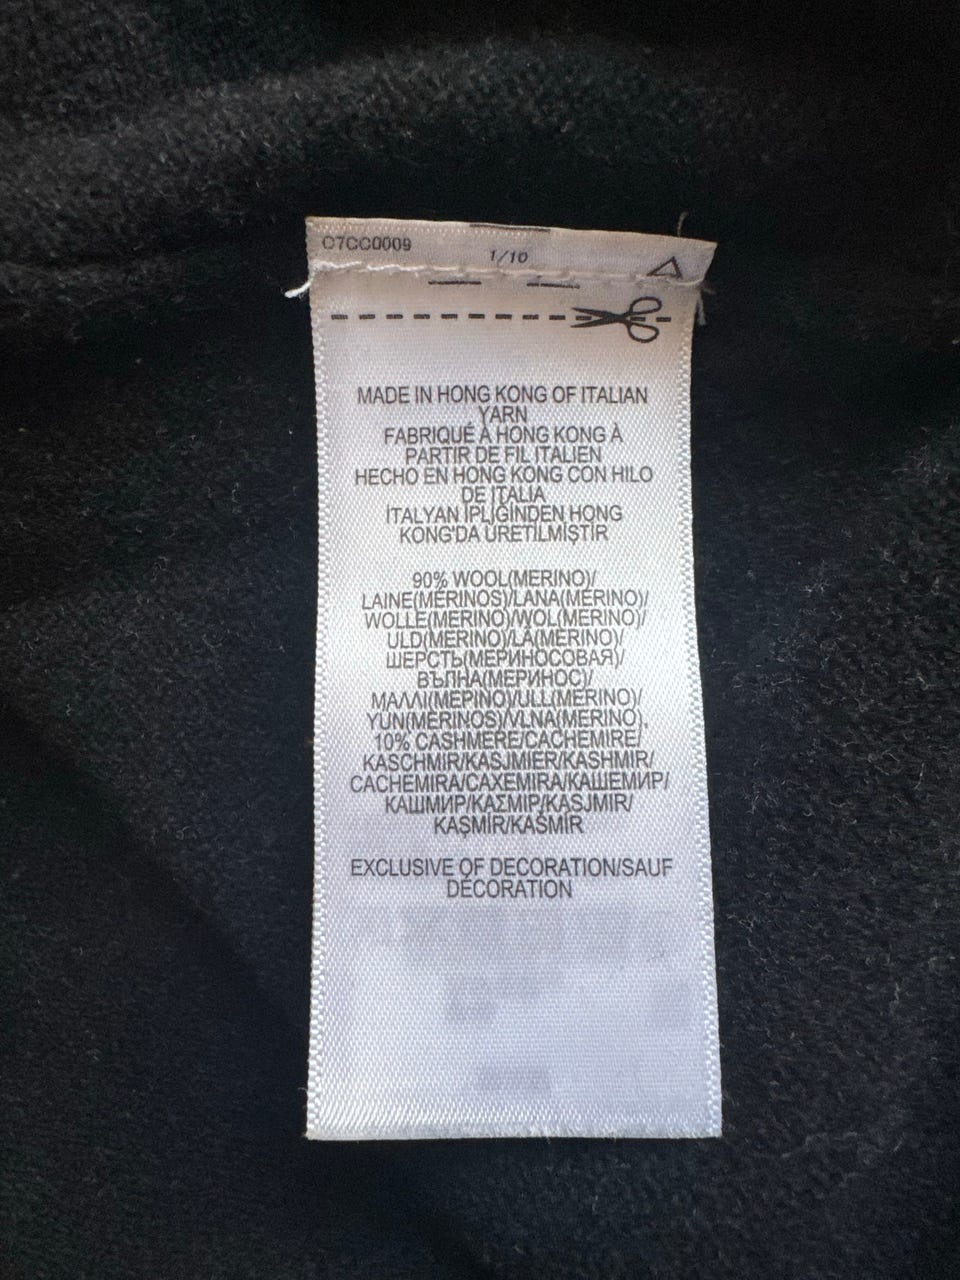 C7CC0009
1/10
MADE IN HONG KONG OF ITALIAN
YARN
FABRIQUÉ À HONG KONG À
PARTIR DE FIL ITALIEN
HECHO EN HONG KONG CON HILO
DE ITALIA
İTALYAN İPLİĞİNDEN HONG
KONG'DA ÜRETİLMİŞTİR
90% WOOL(MERINO)/
LAINE(MÉRINOS)/LANA(MERINO)/
WOLLE(MERINO)/WOL(MERINO)/
ULD(MERINO)/LÃ(MERINO)/
ШЕРСТЬ(МЕРИНОСОВАЯ)/
ВЪЛНА(МЕРИНОС)/
ΜΑΛΛΙ(ΜΕΡΙΝΟ)/ULL(MERINO)/
YÜN(MERİNOS)/VLNA(MERINO),
10% CASHMERE/CACHEMIRE/
KASCHMIR/KASJMIER/KASHMIR/
CACHEMIRA/CAXEMIRA/КАШЕМИР/
КАШМИР/ΚΑΣΜΙΡ/KASJMIR/
KAŞMİR/KAŠMÍR
EXCLUSIVE OF DECORATION/SAUF
DÉCORATION